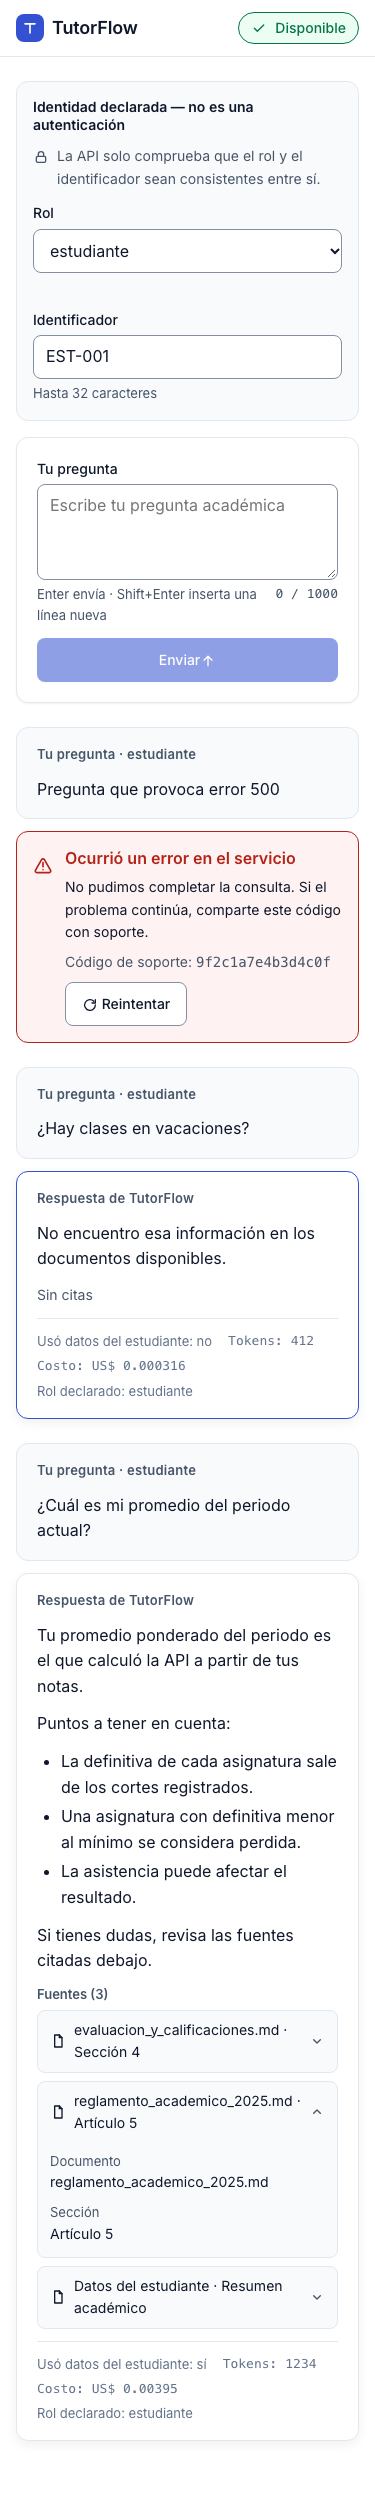 TutorFlow
Disponible
Identidad declarada — no es una
autenticación
La API solo comprueba que el rol y el
identificador sean consistentes entre sí.
Rol
estudiante
Identificador
EST-001
Hasta 32 caracteres
Tu pregunta
Escribe tu pregunta académica
Enter envía · Shift+Enter inserta una
línea nueva
0 / 1000
Enviar
Tu pregunta · estudiante
Pregunta que provoca error 500
Ocurrió un error en el servicio
No pudimos completar la consulta. Si el
problema continúa, comparte este código
con soporte.
Código de soporte: 9f2c1a7e4b3d4c0f
Reintentar
Tu pregunta · estudiante
¿Hay clases en vacaciones?
Respuesta de TutorFlow
No encuentro esa información en los
documentos disponibles.
Sin citas
Usó datos del estudiante: no Tokens: 412
Costo: US$ 0.000316
Rol declarado: estudiante
Tu pregunta · estudiante
¿Cuál es mi promedio del periodo
actual?
Respuesta de TutorFlow
Tu promedio ponderado del periodo es
el que calculó la API a partir de tus
notas.
Puntos a tener en cuenta:
• La definitiva de cada asignatura sale
de los cortes registrados.
• Una asignatura con definitiva menor
al mínimo se considera perdida.
• La asistencia puede afectar el
resultado.
Si tienes dudas, revisa las fuentes
citadas debajo.
Fuentes (3)
evaluacion_y_calificaciones.md ·
Sección 4
reglamento_academico_2025.md ·
Artículo 5
Documento
reglamento_academico_2025.md
Sección
Artículo 5
Datos del estudiante · Resumen
académico
Usó datos del estudiante: sí Tokens: 1234
Costo: US$ 0.00395
Rol declarado: estudiante